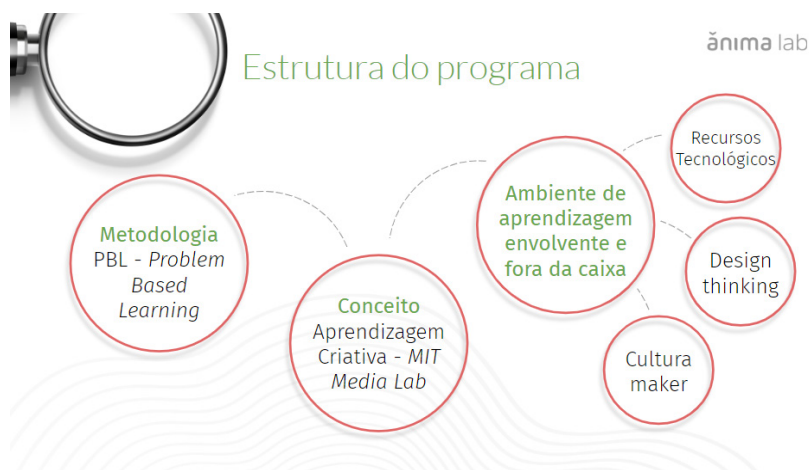 ănıma lab
Estrutura do programa
Metodologia
PBL - Problem
Based
Learning
Conceito
Aprendizagem
Criativa - MIT
Media Lab
Ambiente de
aprendizagem
envolvente e
fora da caixa
Recursos
Tecnológicos
Design
thinking
Cultura
maker